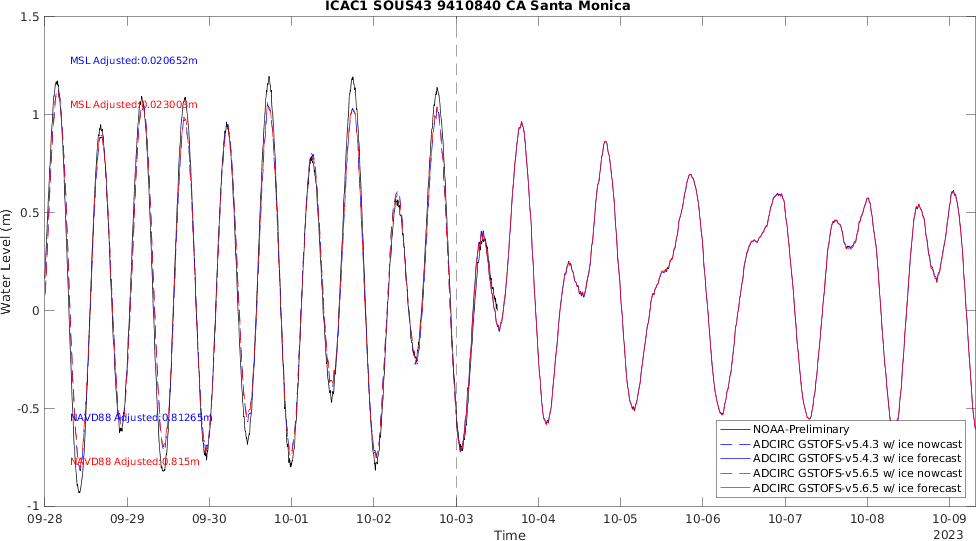 ICAC1 SOUS43 9410840 CA Santa Monica
1.5
1
0.5
0
-0.5
-1
Water Level (m)
MSL Adjusted:0.020652m
MSL Adjusted:0.023003m
NAVD88 Adjusted:0.81265m
NAVD88 Adjusted:0.815m
NOAA-Preliminary
ADCIRC GSTOFS-v5.4.3 w/ ice nowcast
ADCIRC GSTOFS-v5.4.3 w/ ice forecast
ADCIRC GSTOFS-v5.6.5 w/ ice nowcast
ADCIRC GSTOFS-v5.6.5 w/ ice forecast
09-28 09-29 09-30 10-01 10-02 10-03 10-04 10-05 10-06 10-07 10-08 10-09
2023
Time